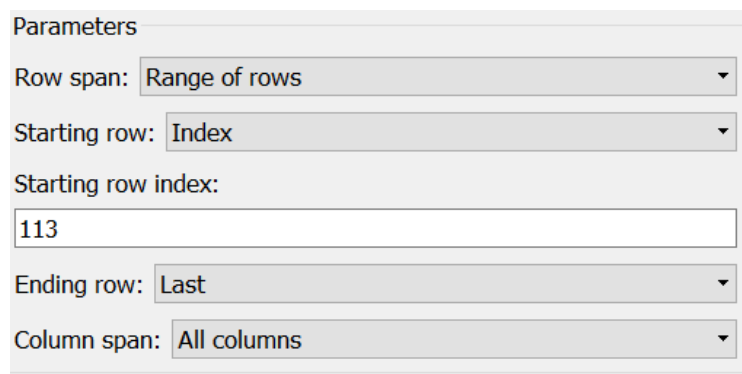 Parameters
Row span: Range of rows
Starting row: Index
Starting row index:
113
Ending row: Last
Column span: All columns